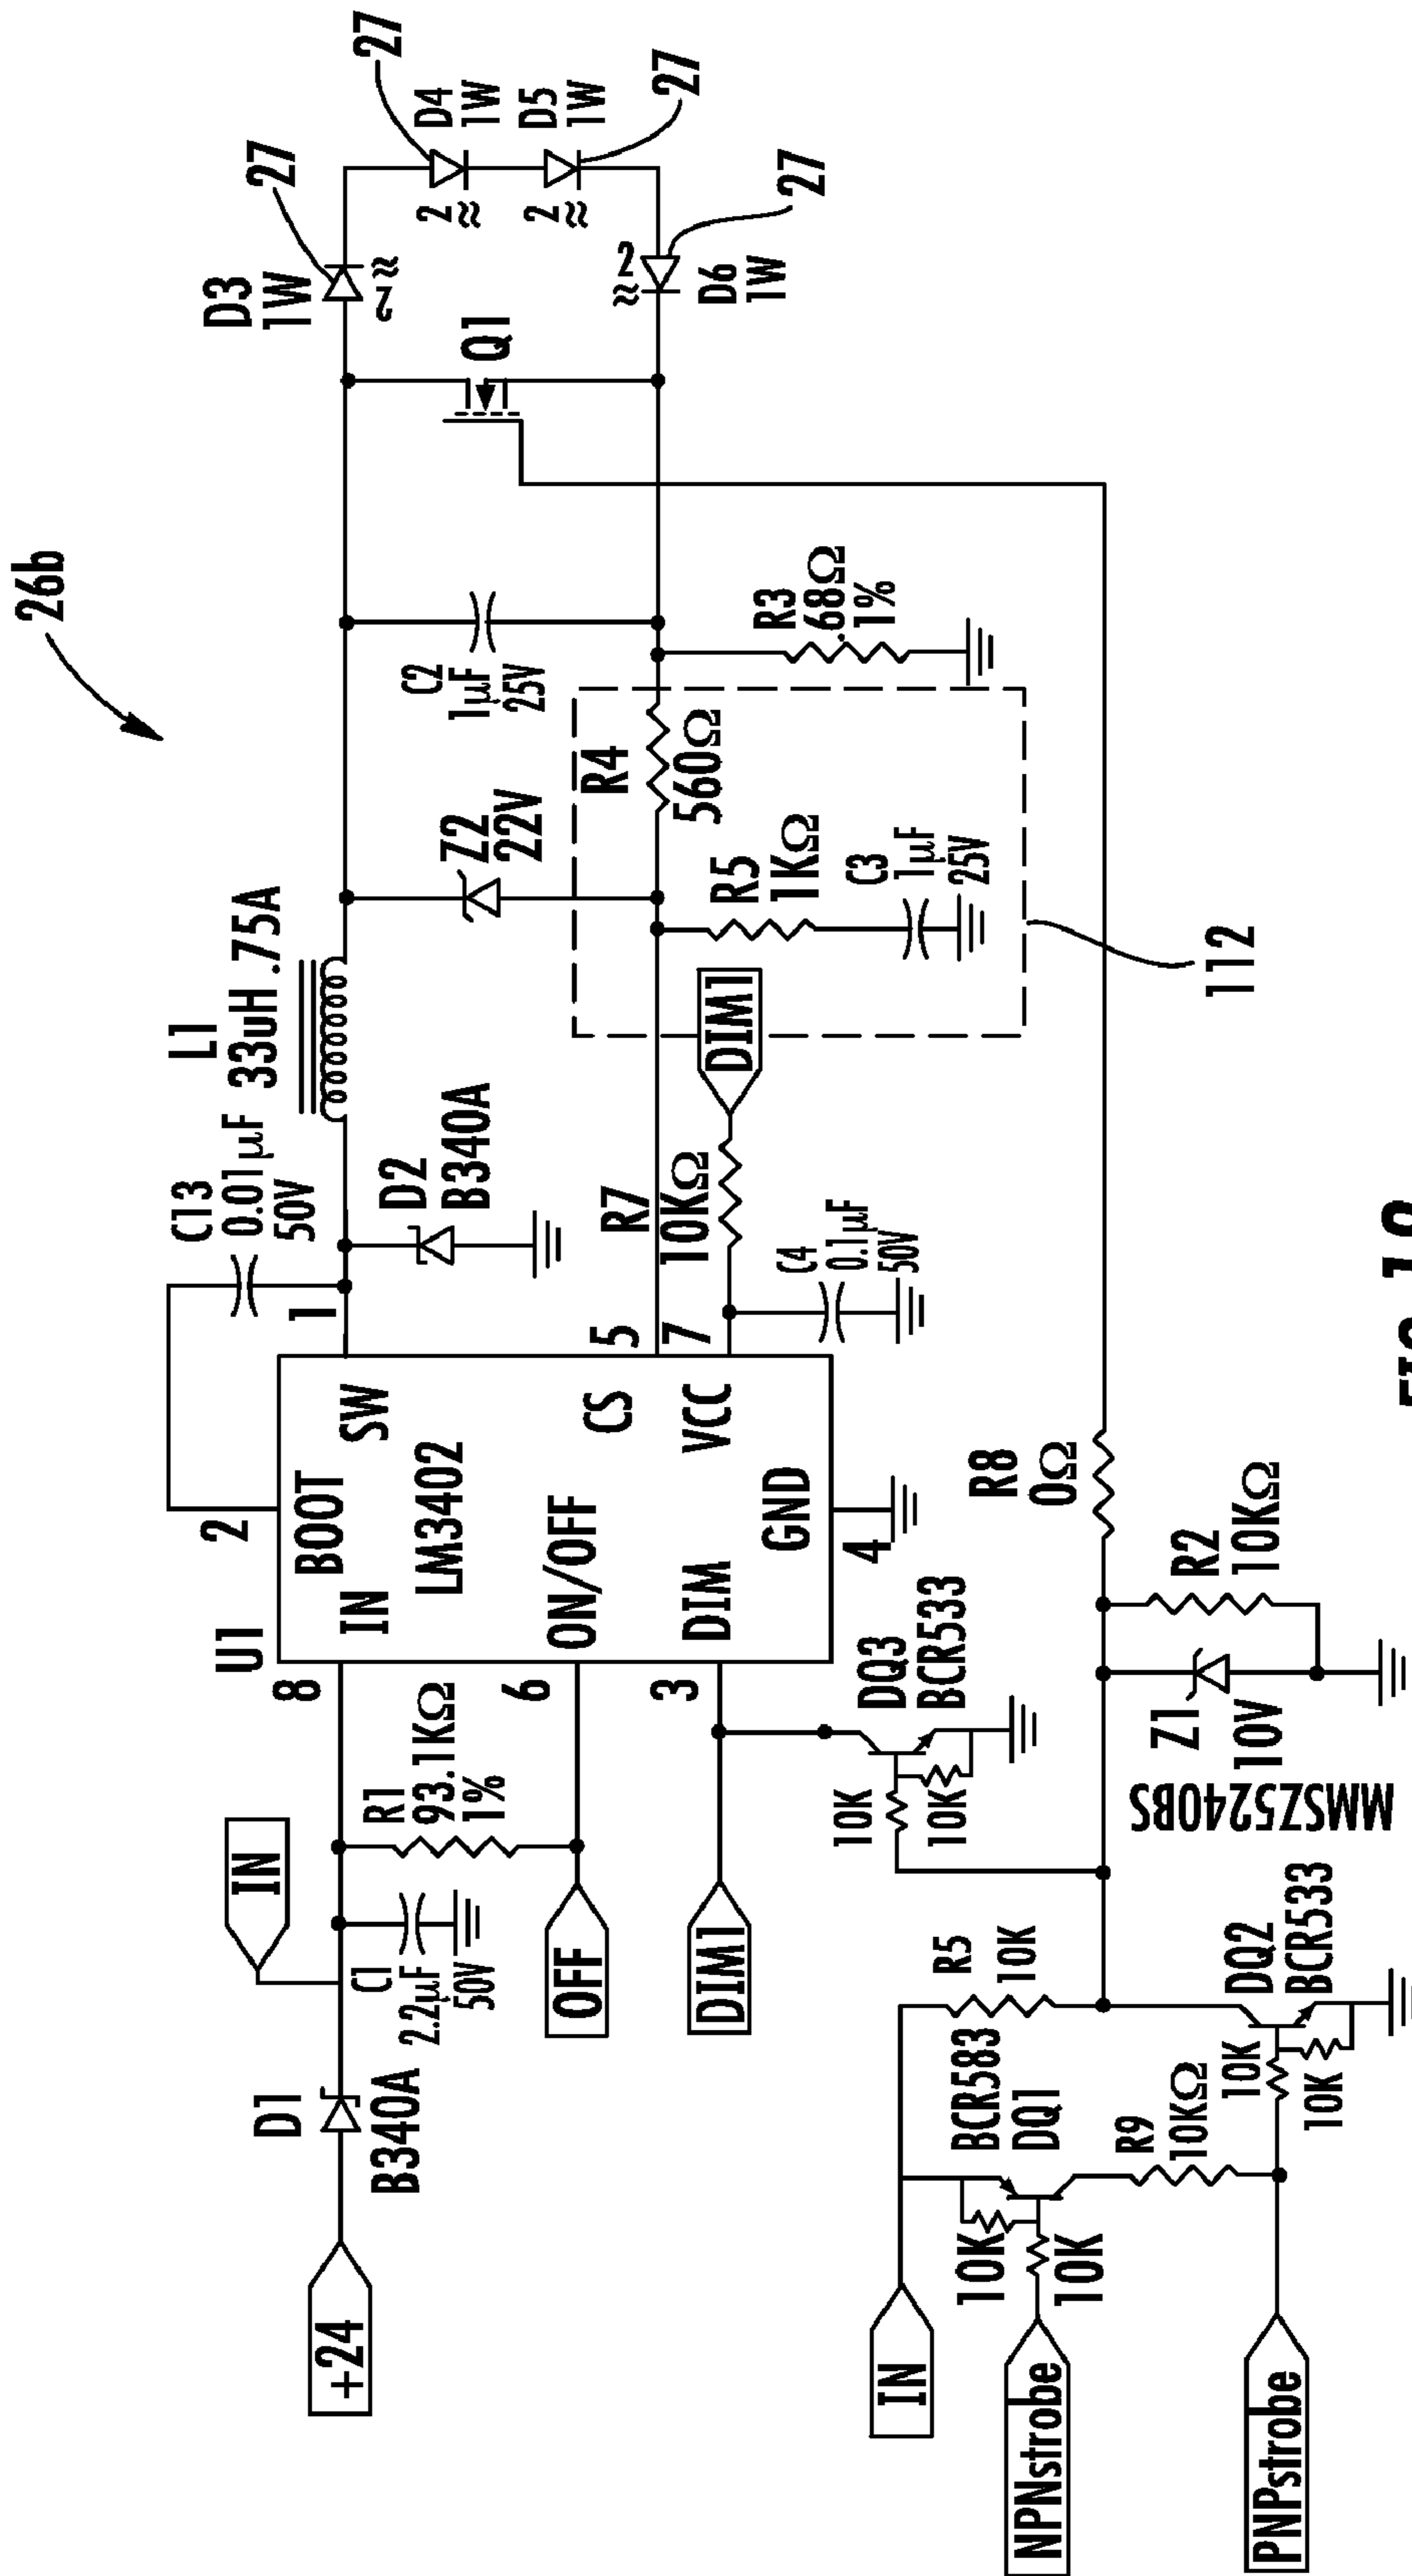 26b
27
27
27
27
D3
1W
2
D4
1W
2
D5
1W
2
D6
1W
2
Q1
L1
33uH .75A
C13
0.01µF
50V
D2
B340A
Z2
22V
C2
1µF
25V
R3
.68Ω
1%
R4
560Ω
R5
1KΩ
C3
1µF
25V
112
DIM1
R7
10KΩ
C4
0.1µF
50V
U1
LM3402
BOOT
IN
SW
ON/OFF
CS
DIM
VCC
GND
1
2
3
4
5
6
7
8
+24
D1
B340A
IN
C1
2.2µF
50V
R1
93.1KΩ
1%
OFF
DIM1
DQ3
BCR533
10K
10K
R8
0Ω
R2
10KΩ
Z1
10V
MMSZ5240BS
IN
R5
10K
BCR583
DQ1
10K
10K
R9
10KΩ
DQ2
BCR533
10K
10K
NPNstrobe
PNPstrobe